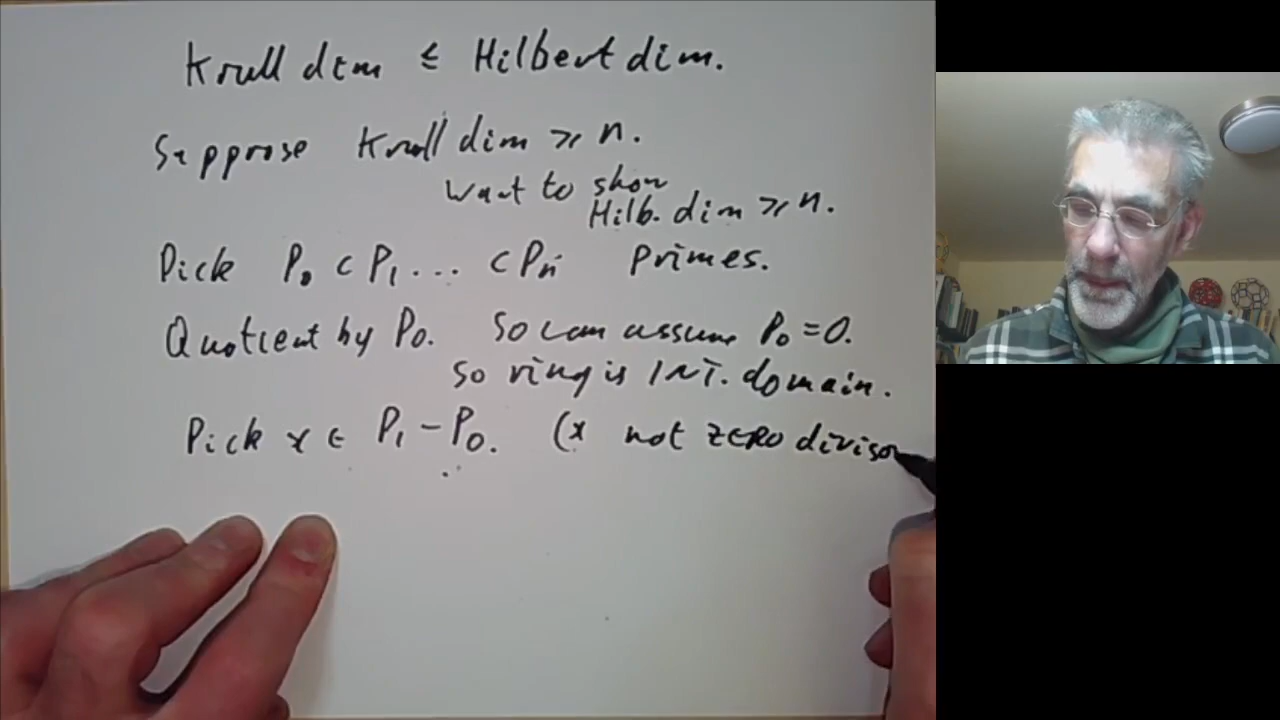 Krull dim ≤ Hilbert dim.
Suppose Krull dim ≥ n.
want to show
Hilb. dim ≥ n.
Pick P₀ ⊂ P₁ ... ⊂ Pₙ primes.
Quotient by P₀. So can assume P₀ = 0.
So ring is INT. domain.
Pick x ∈ P₁ - P₀. (x not ZERO divisor